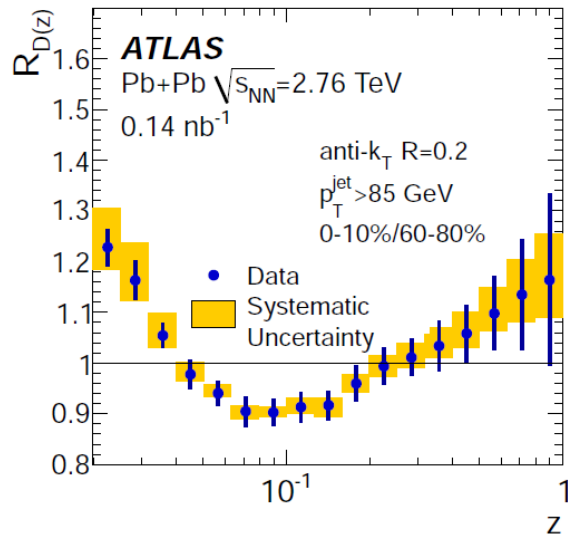 R_D(z)
1.6
1.5
1.4
1.3
1.2
1.1
1
0.9
0.8
ATLAS
Pb+Pb √s_NN=2.76 TeV
0.14 nb^-1
anti-k_T R=0.2
p_T^jet>85 GeV
0-10%/60-80%
Data
Systematic
Uncertainty
10^-1
1
z